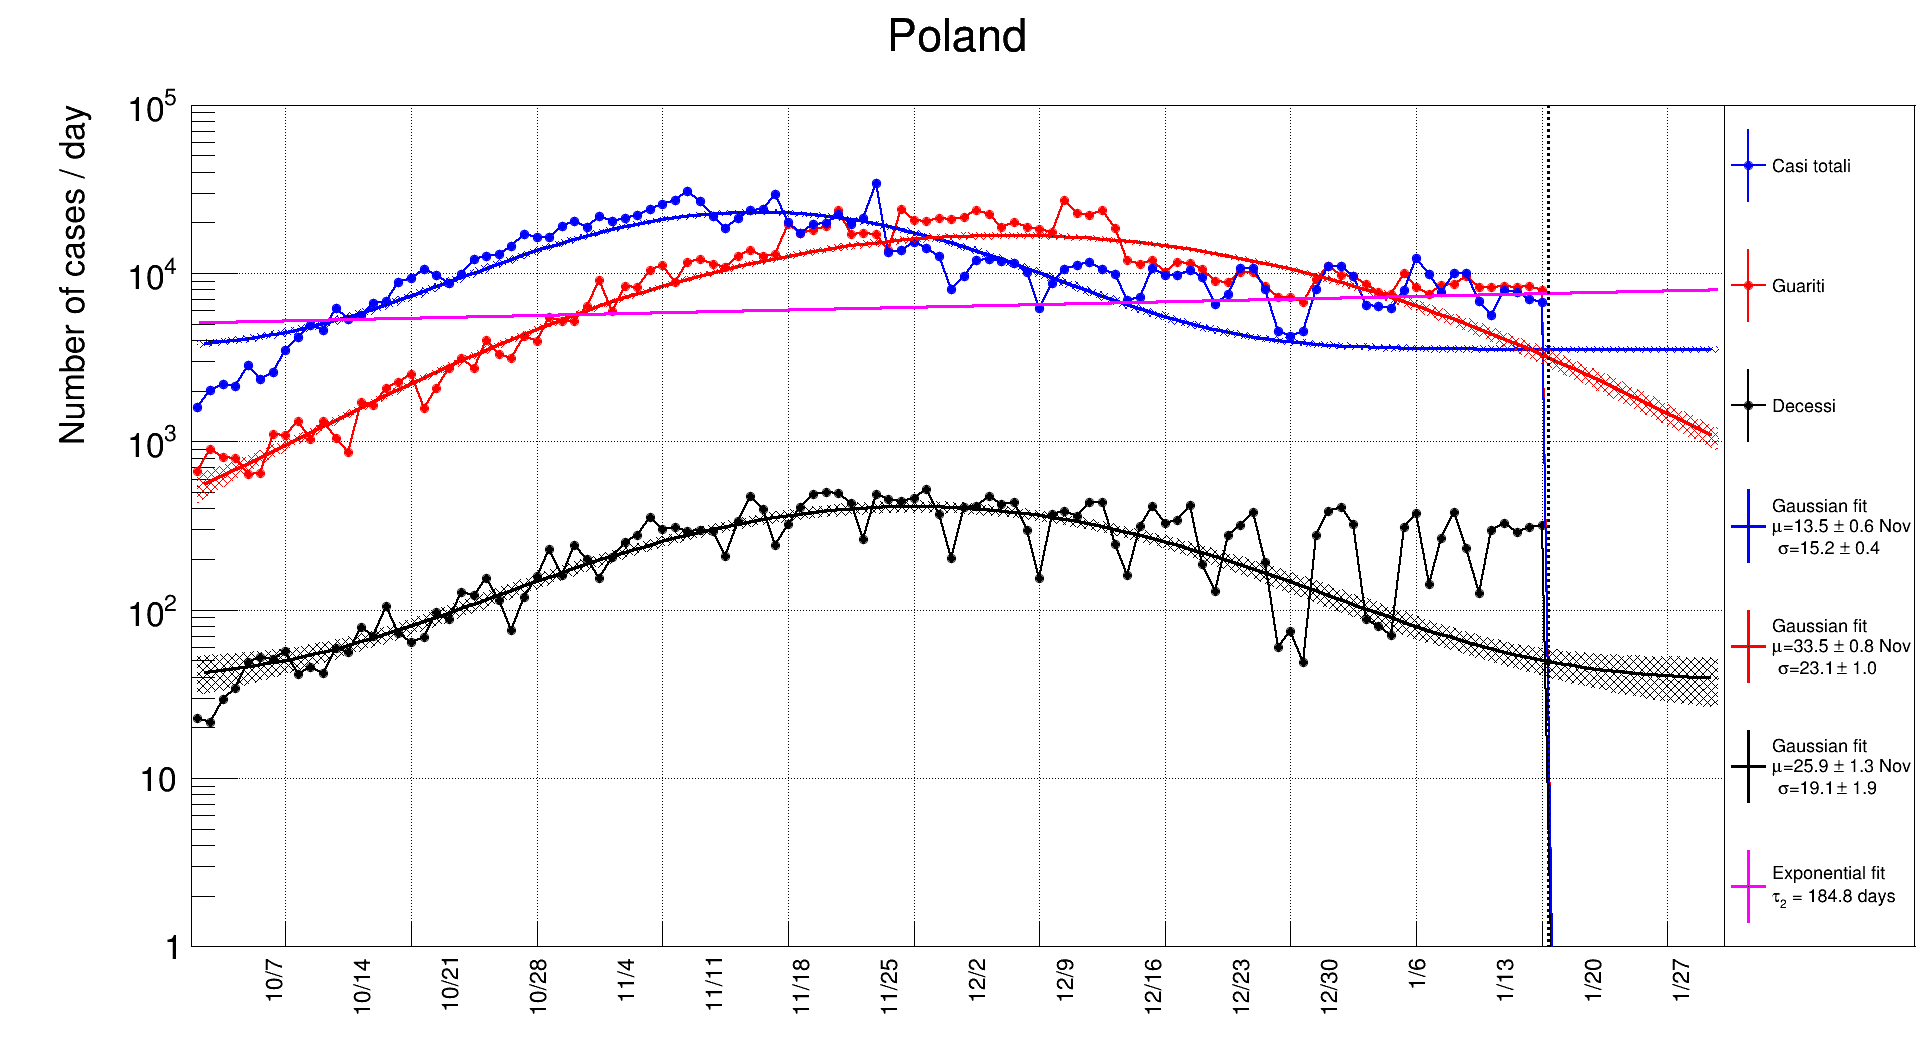 Poland
Number of cases / day
10^5
10^4
10^3
10^2
10
1
10/7
10/14
10/21
10/28
11/4
11/11
11/18
11/25
12/2
12/9
12/16
12/23
12/30
1/6
1/13
1/20
1/27
Casi totali
Guariti
Decessi
Gaussian fit
μ=13.5 ± 0.6 Nov
σ=15.2 ± 0.4
Gaussian fit
μ=33.5 ± 0.8 Nov
σ=23.1 ± 1.0
Gaussian fit
μ=25.9 ± 1.3 Nov
σ=19.1 ± 1.9
Exponential fit
τ₂ = 184.8 days